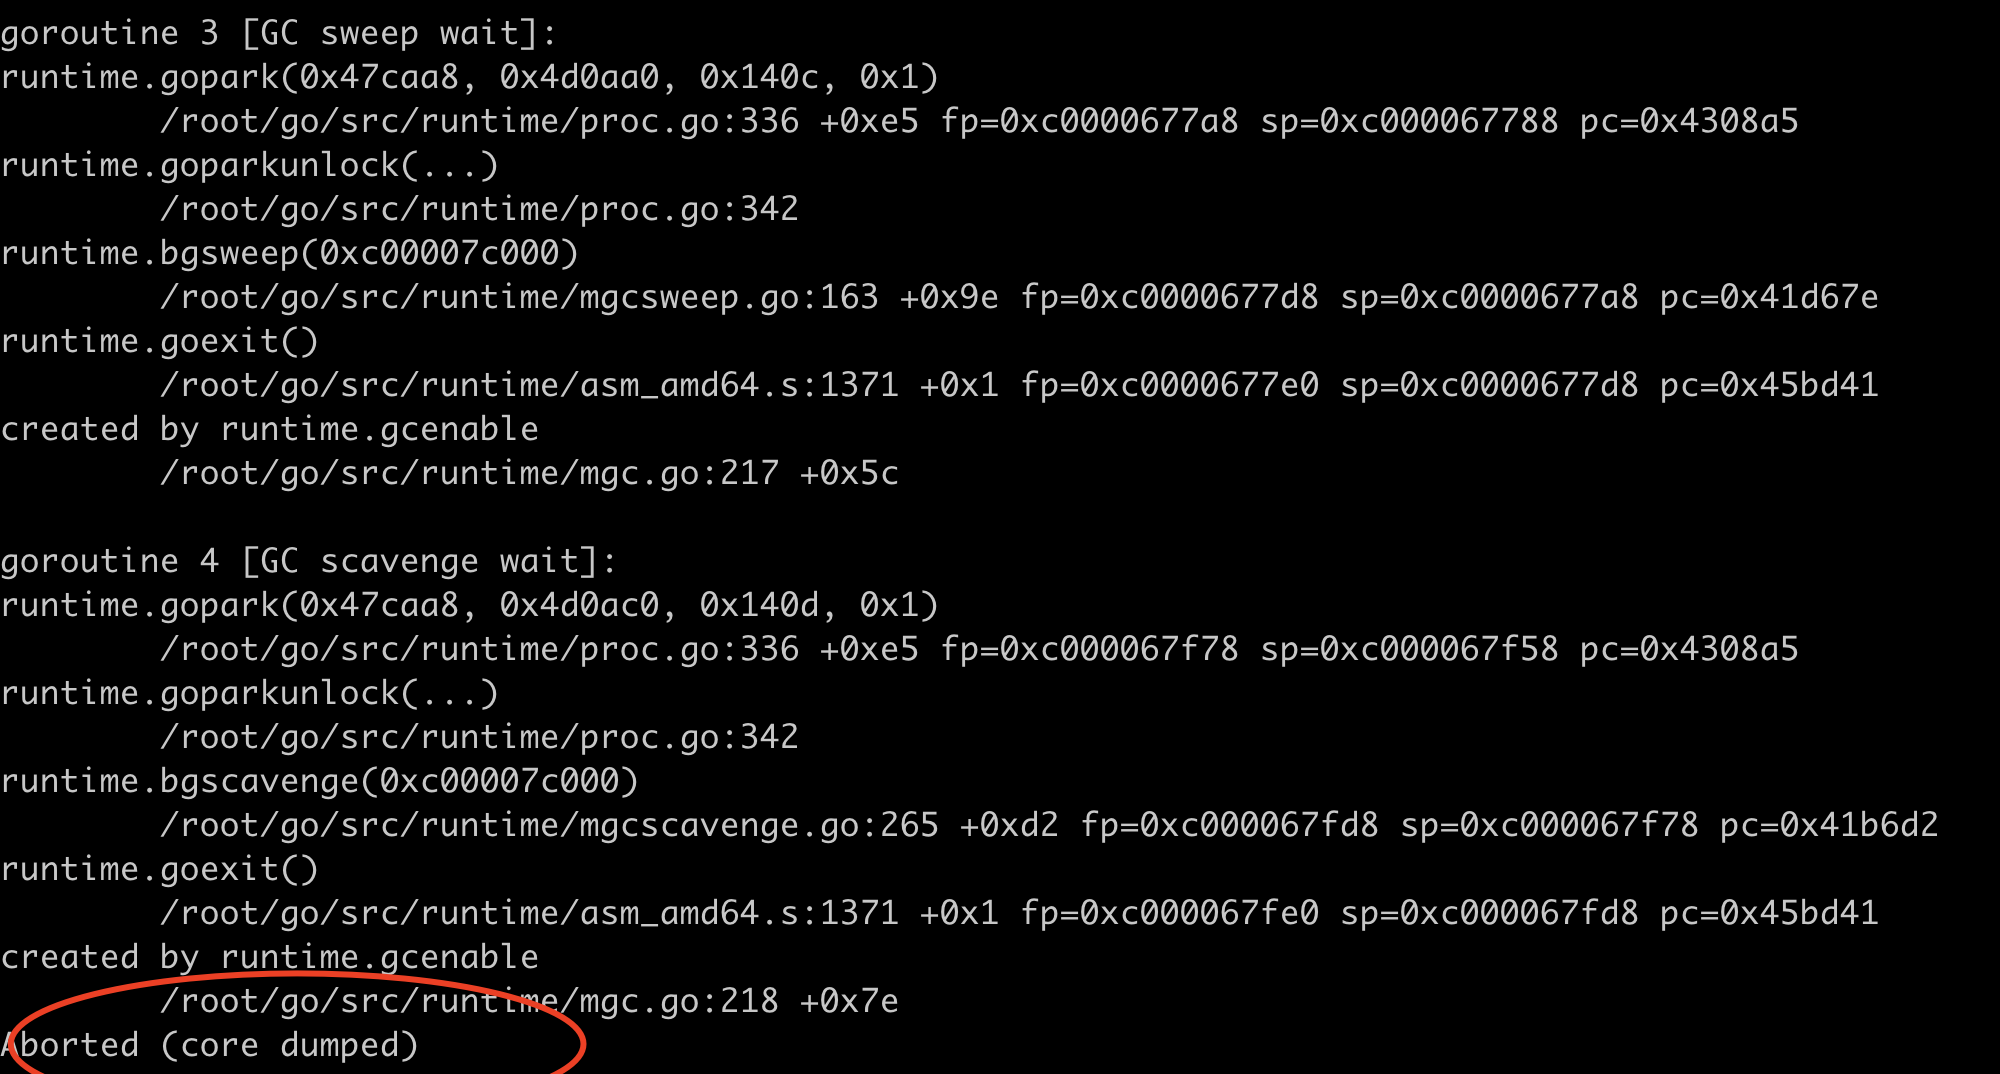 goroutine 3 [GC sweep wait]:
runtime.gopark(0x47caa8, 0x4d0aa0, 0x140c, 0x1)
        /root/go/src/runtime/proc.go:336 +0xe5 fp=0xc0000677a8 sp=0xc000067788 pc=0x4308a5
runtime.goparkunlock(...)
        /root/go/src/runtime/proc.go:342
runtime.bgsweep(0xc00007c000)
        /root/go/src/runtime/mgcsweep.go:163 +0x9e fp=0xc0000677d8 sp=0xc0000677a8 pc=0x41d67e
runtime.goexit()
        /root/go/src/runtime/asm_amd64.s:1371 +0x1 fp=0xc0000677e0 sp=0xc0000677d8 pc=0x45bd41
created by runtime.gcenable
        /root/go/src/runtime/mgc.go:217 +0x5c

goroutine 4 [GC scavenge wait]:
runtime.gopark(0x47caa8, 0x4d0ac0, 0x140d, 0x1)
        /root/go/src/runtime/proc.go:336 +0xe5 fp=0xc000067f78 sp=0xc000067f58 pc=0x4308a5
runtime.goparkunlock(...)
        /root/go/src/runtime/proc.go:342
runtime.bgscavenge(0xc00007c000)
        /root/go/src/runtime/mgcscavenge.go:265 +0xd2 fp=0xc000067fd8 sp=0xc000067f78 pc=0x41b6d2
runtime.goexit()
        /root/go/src/runtime/asm_amd64.s:1371 +0x1 fp=0xc000067fe0 sp=0xc000067fd8 pc=0x45bd41
created by runtime.gcenable
        /root/go/src/runtime/mgc.go:218 +0x7e
Aborted (core dumped)